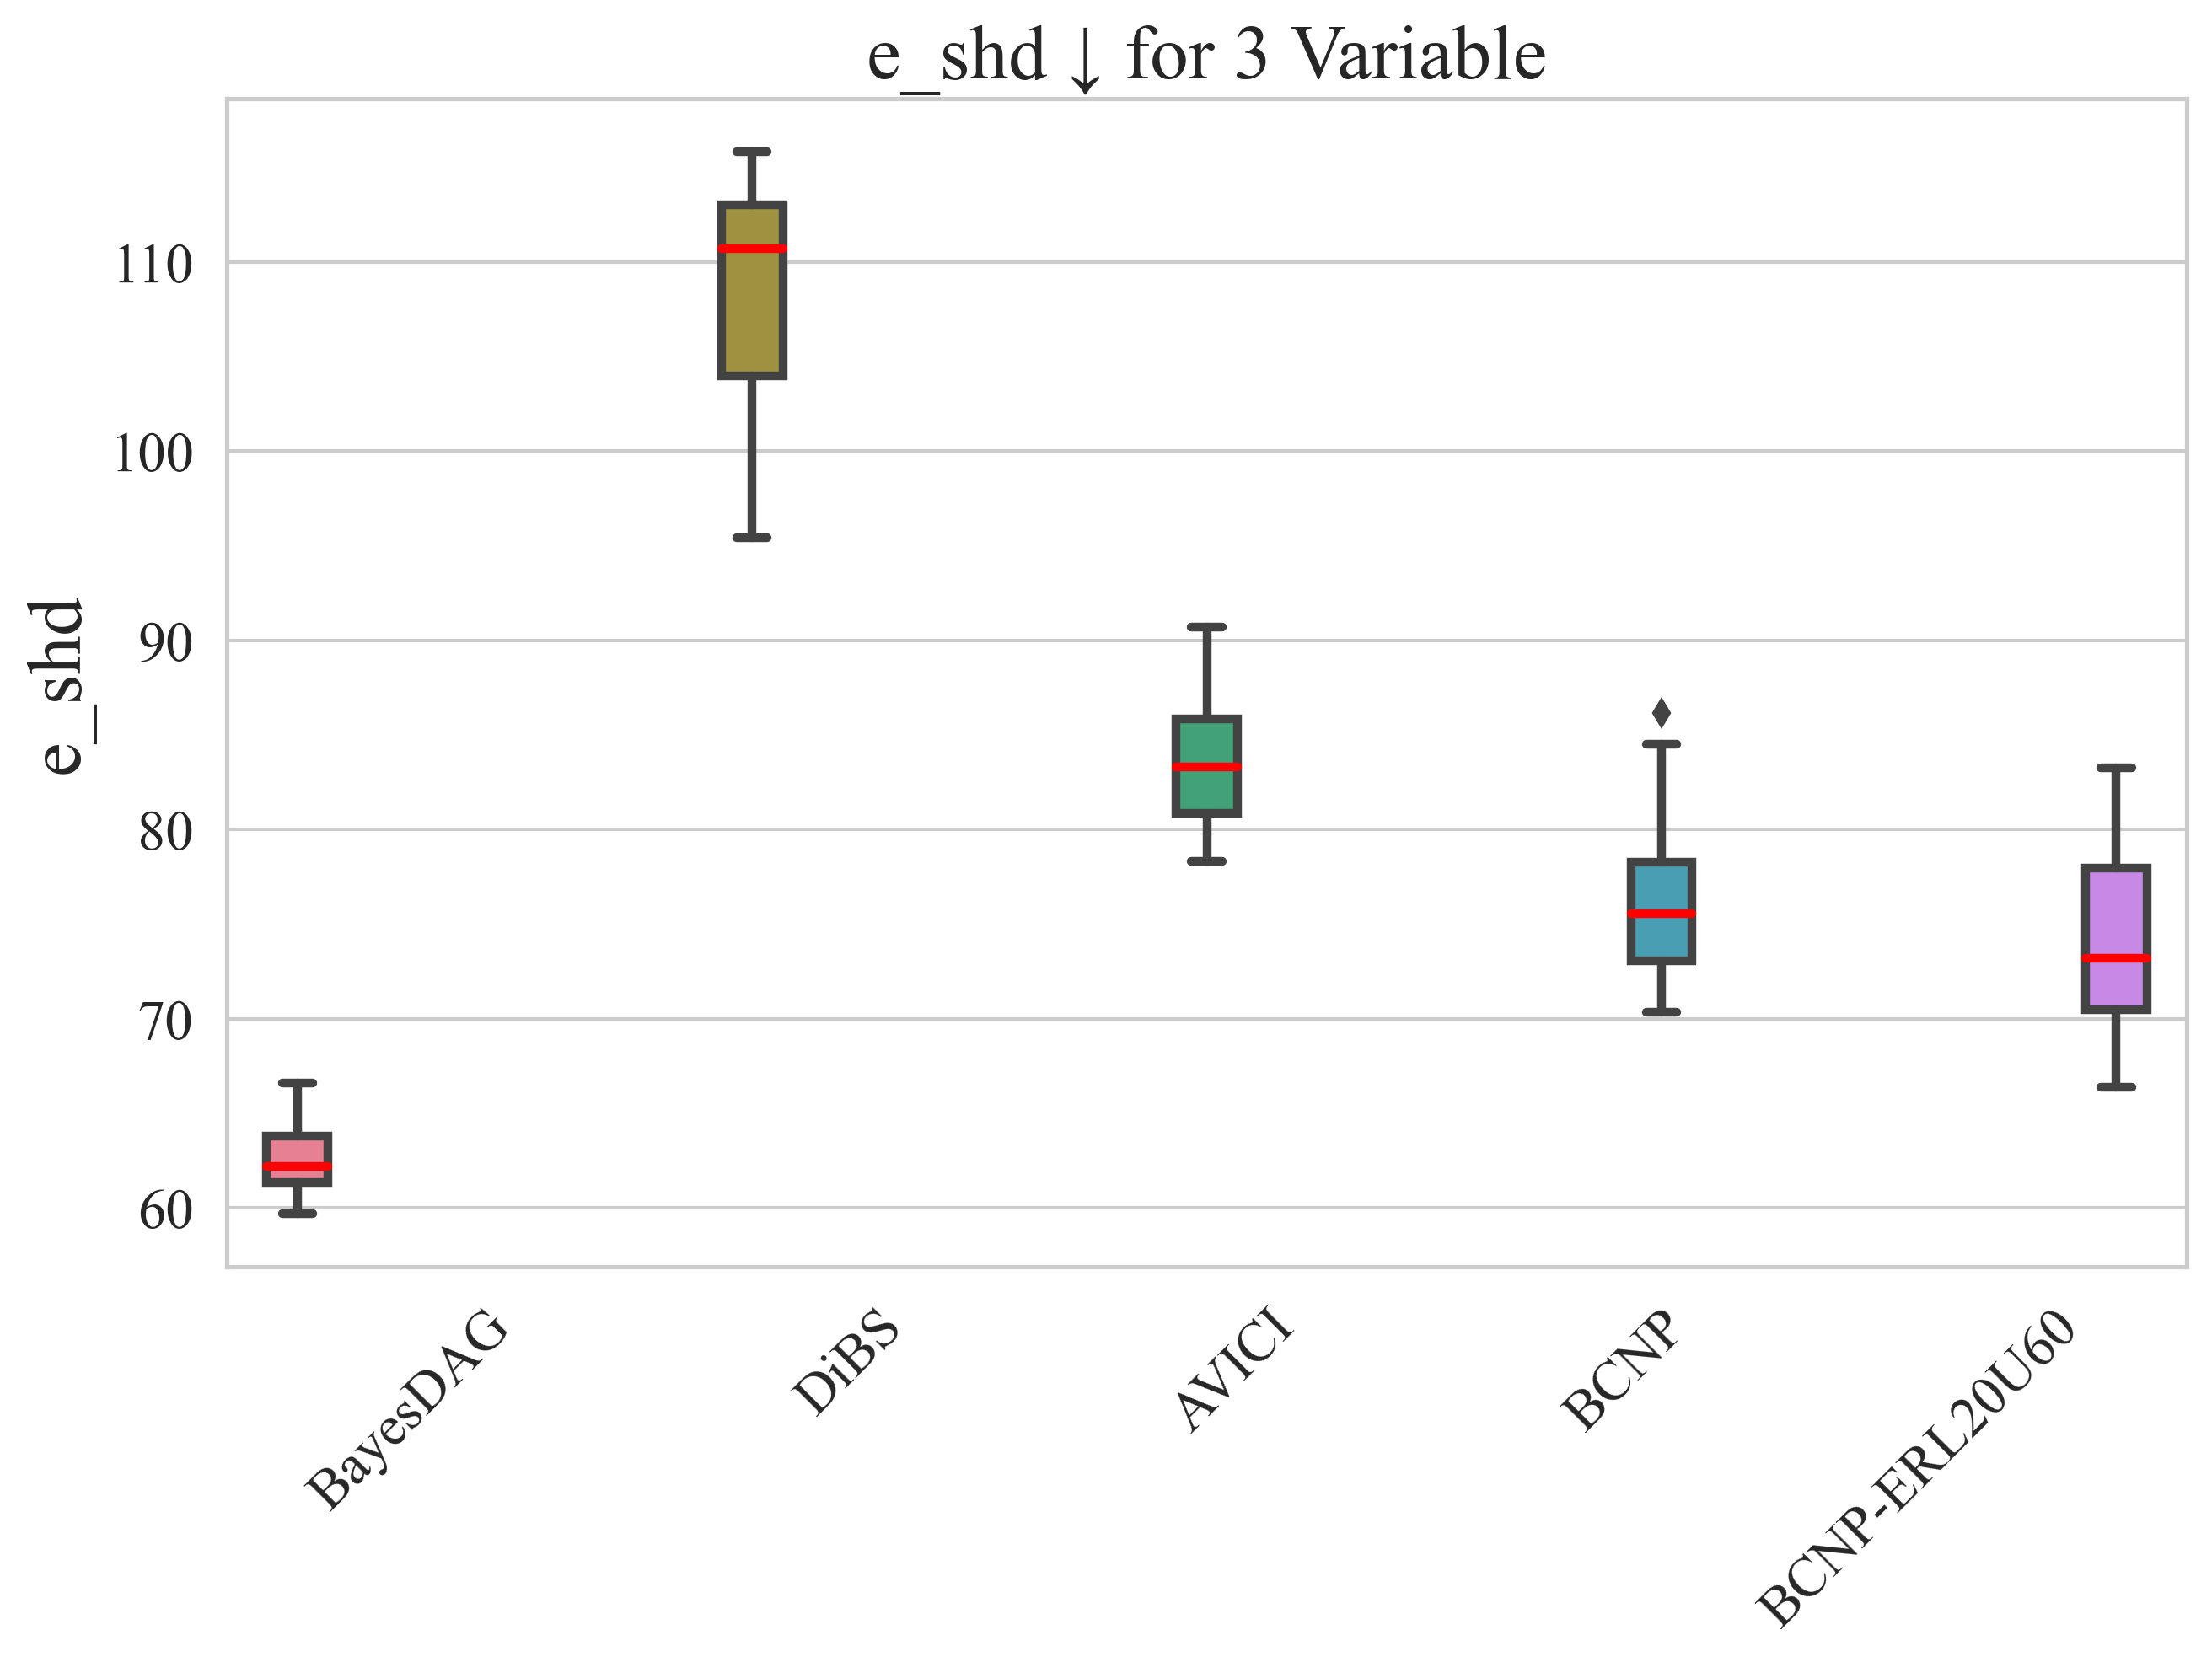 e_shd ↓ for 3 Variable
e_shd
110
100
90
80
70
60
BayesDAG
DiBS
AVICI
BCNP
BCNP-ERL20U60